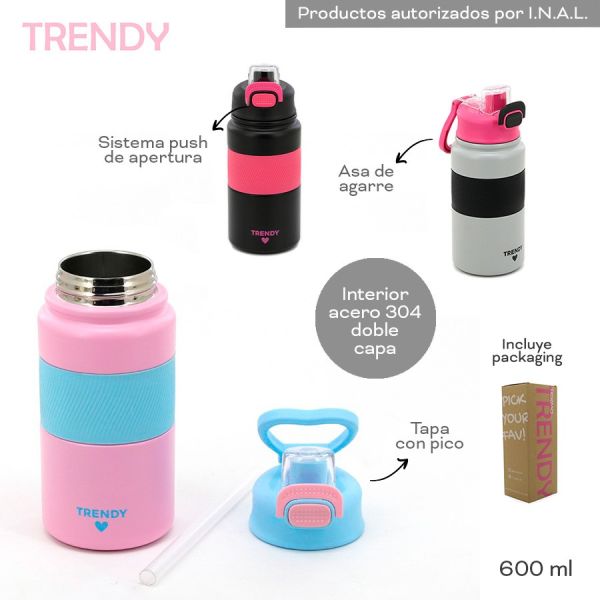 TRENDY
Productos autorizados por I.N.A.L.
Sistema push
de apertura
Asa de
agarre
TRENDY
TRENDY
Interior
acero 304
doble
capa
Incluye
packaging
PICK
YOUR
FAV!
TRENDY
Tapa
con pico
TRENDY
600 ml